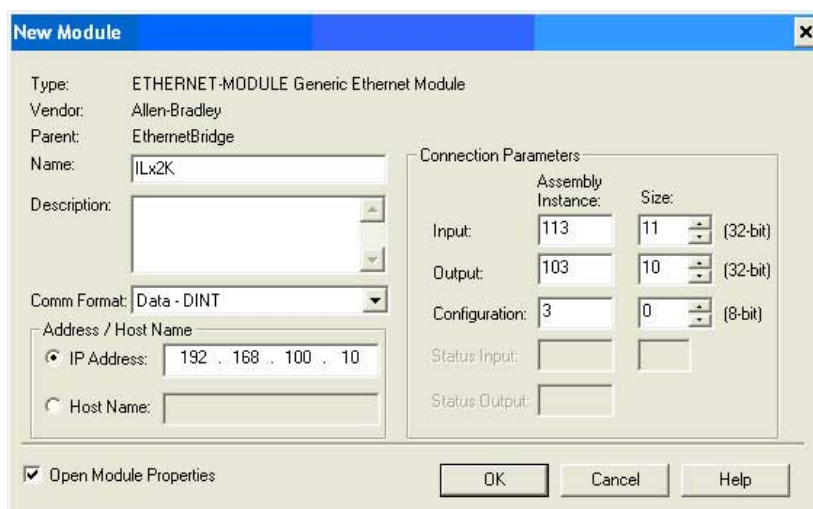 New Module
Type: ETHERNET-MODULE Generic Ethernet Module
Vendor: Allen-Bradley
Parent: EthernetBridge
Name: ILx2K
Description:
Comm Format: Data - DINT
Address / Host Name
IP Address: 192 . 168 . 100 . 10
Host Name:
Connection Parameters
Assembly Instance: Size:
Input: 113 11 (32-bit)
Output: 103 10 (32-bit)
Configuration: 3 0 (8-bit)
Status Input:
Status Output:
Open Module Properties
OK Cancel Help